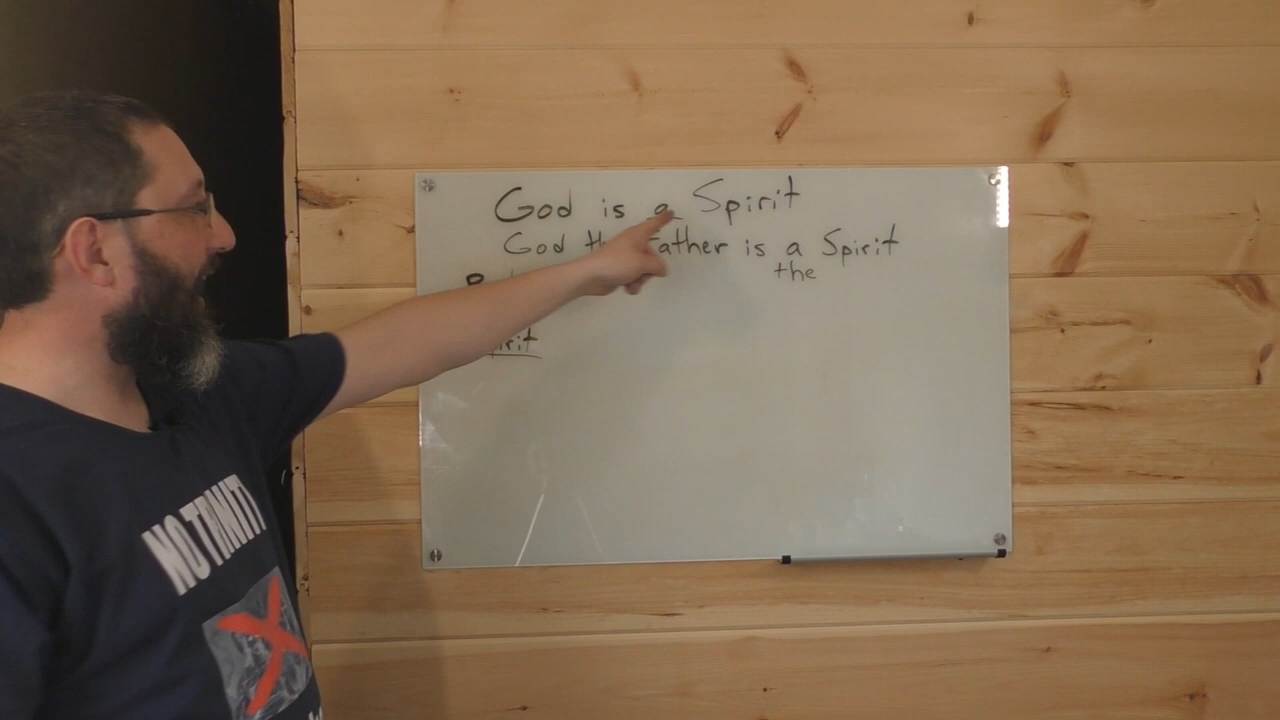 God is a Spirit
God the Father is a Spirit
the
NO TRINITY